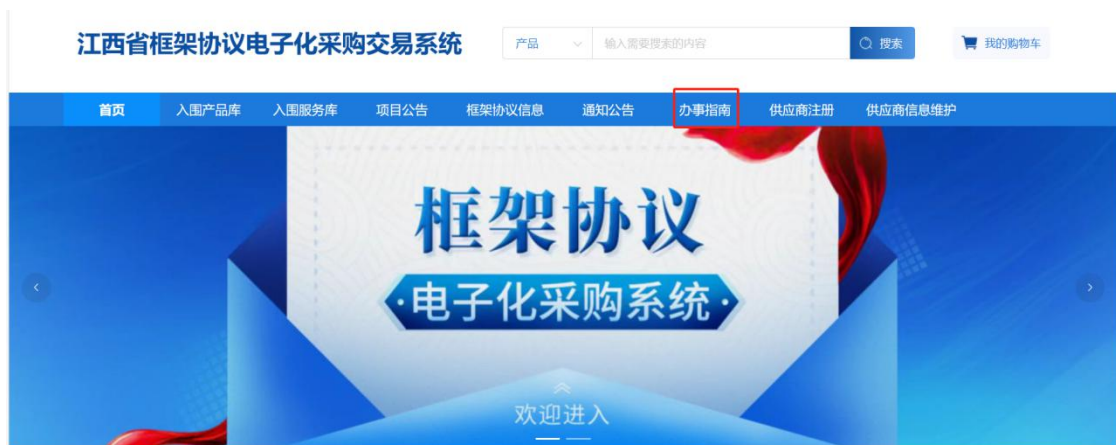 江西省框架协议电子化采购交易系统 产品 输入需要搜索的内容 搜索 我的购物车
首页 入围产品库 入围服务库 项目公告 框架协议信息 通知公告 办事指南 供应商注册 供应商信息维护
框架协议
·电子化采购系统·
欢迎进入